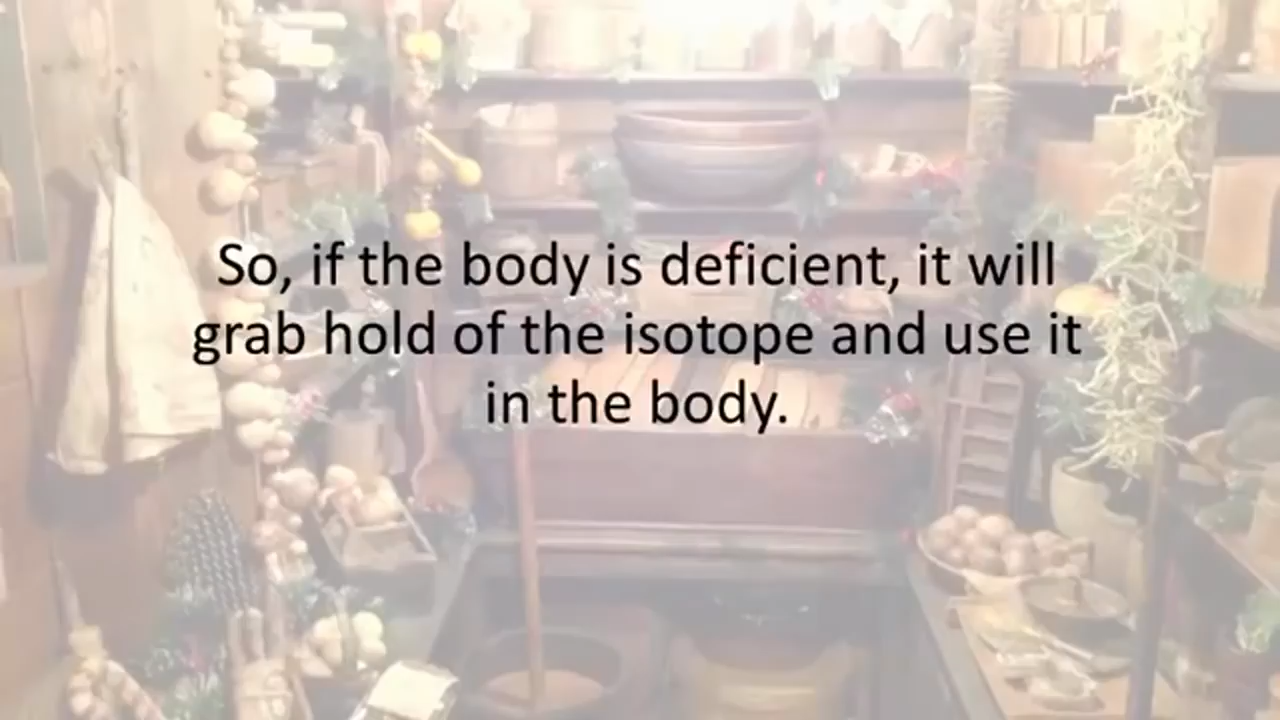 So, if the body is deficient, it will
grab hold of the isotope and use it
in the body.